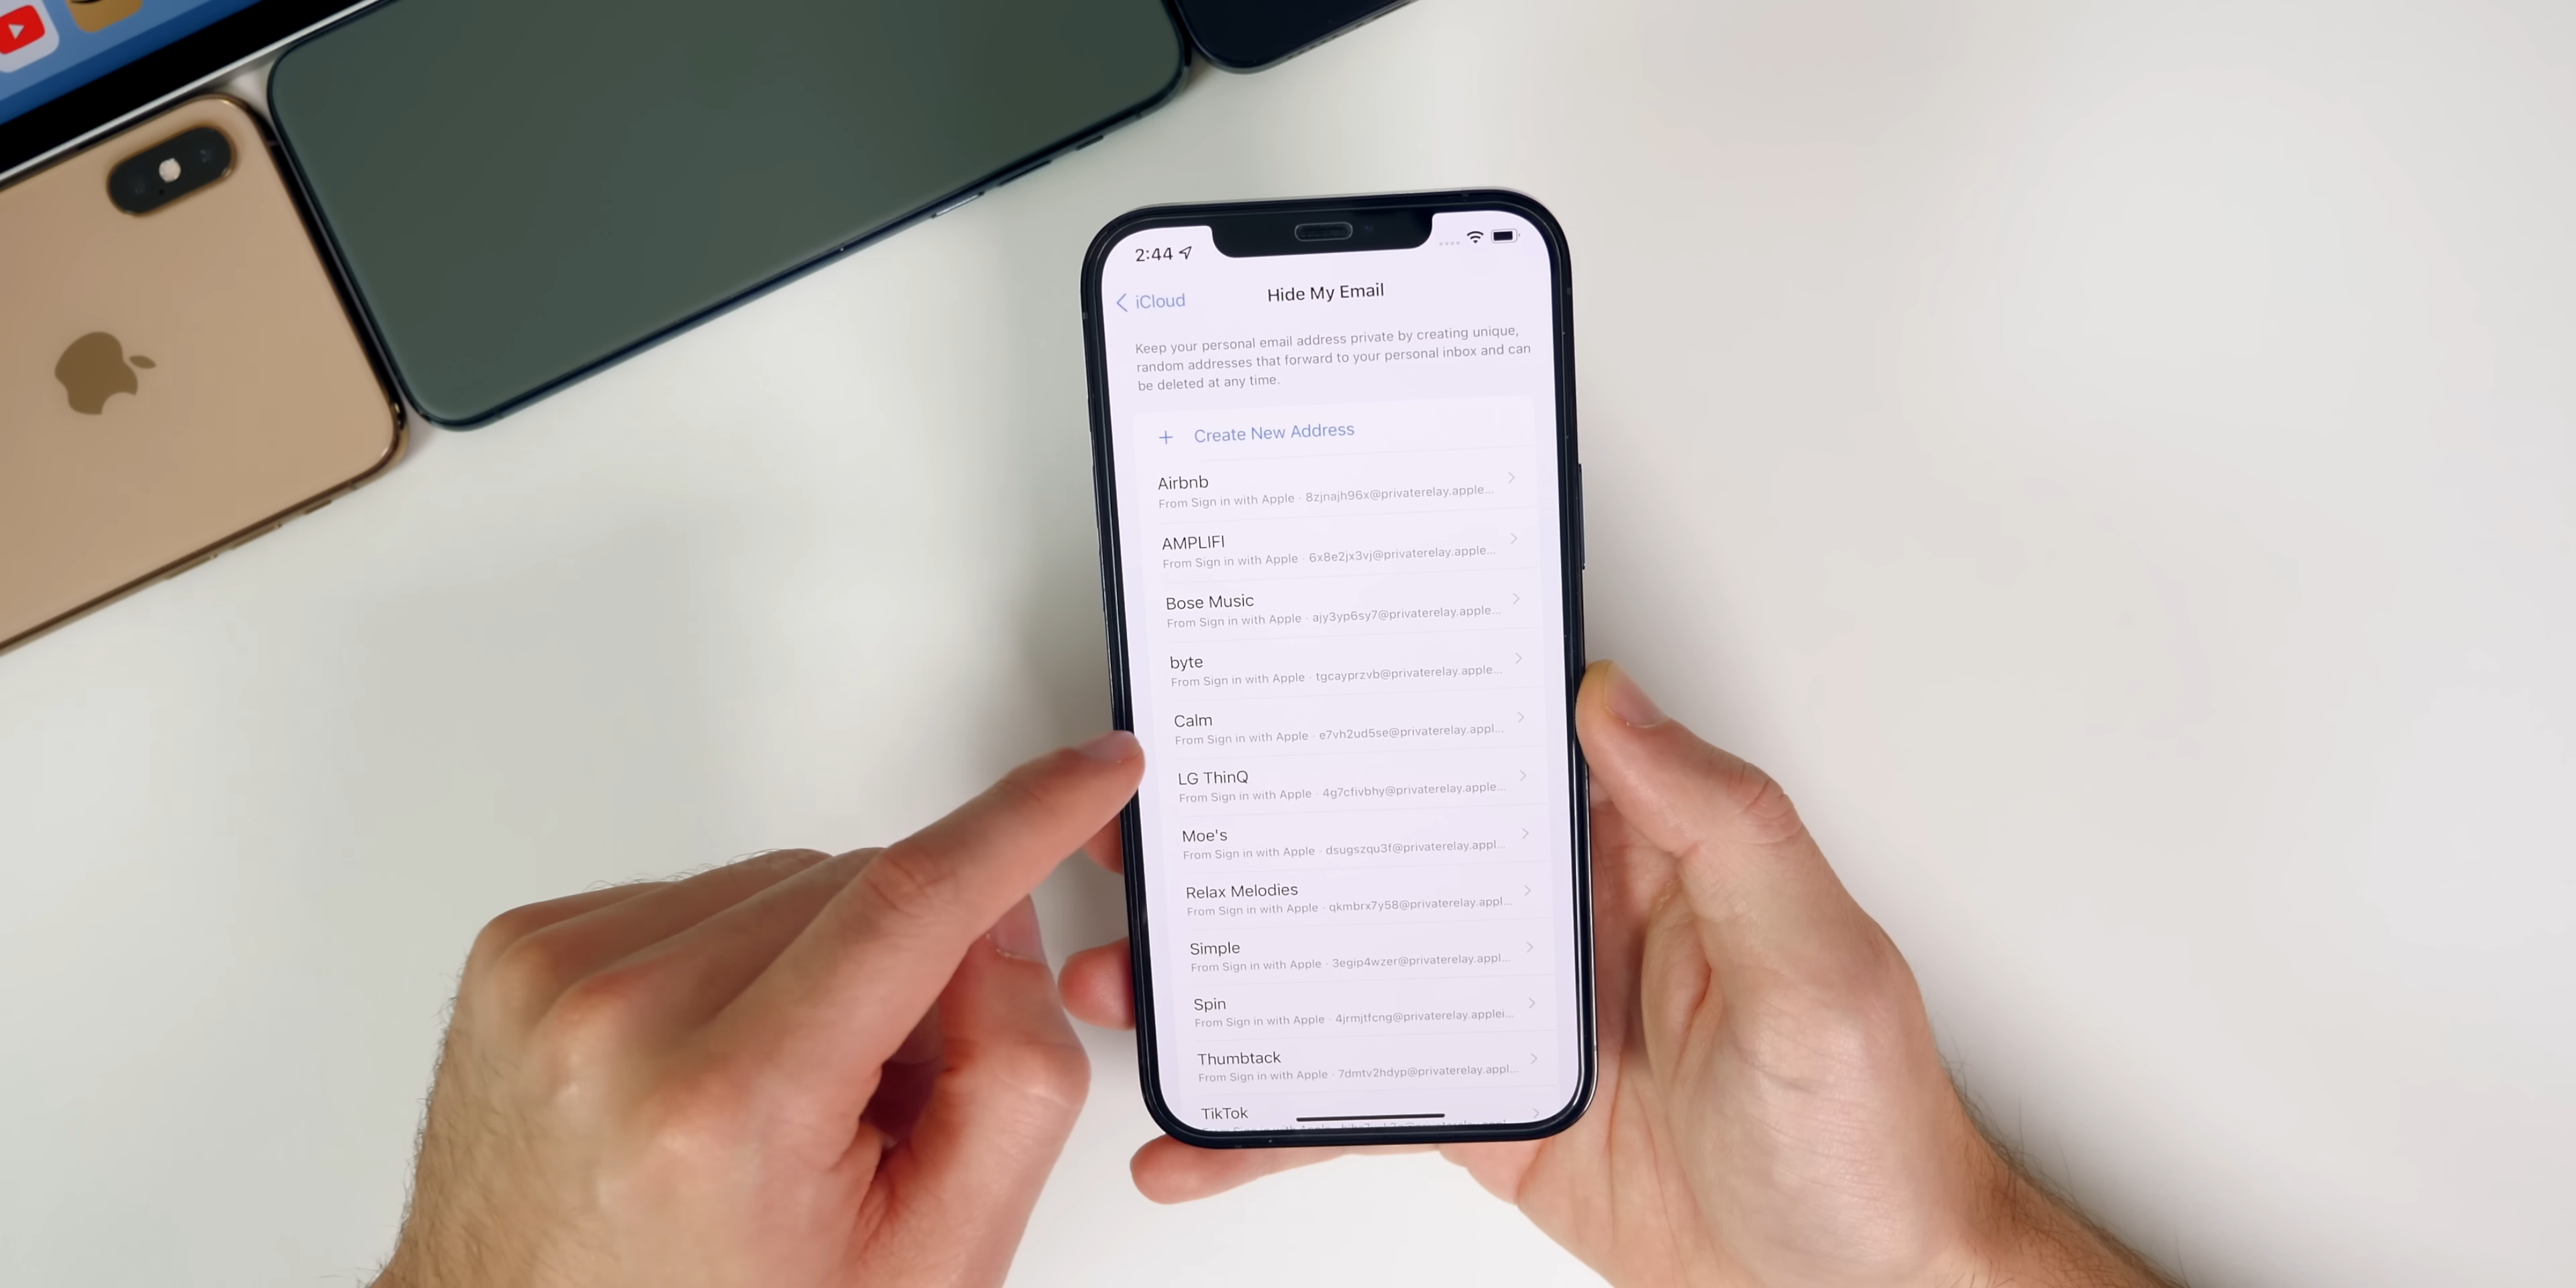 2:44
iCloud
Hide My Email
Keep your personal email address private by creating unique,
random addresses that forward to your personal inbox and can
be deleted at any time.
+ Create New Address
Airbnb
From Sign in with Apple · 8zjnajh96x@privaterelay.apple...
AMPLIFI
From Sign in with Apple · 6x8e2jx3vj@privaterelay.apple...
Bose Music
From Sign in with Apple · ajy3yp6sy7@privaterelay.apple...
byte
From Sign in with Apple · tgcayprzvb@privaterelay.apple...
Calm
From Sign in with Apple · e7vh2ud5se@privaterelay.appl...
LG ThinQ
From Sign in with Apple · 4g7cfivbhy@privaterelay.apple...
Moe's
From Sign in with Apple · dsugszqu3f@privaterelay.appl...
Relax Melodies
From Sign in with Apple · qkmbrx7y58@privaterelay.appl...
Simple
From Sign in with Apple · 3egip4wzer@privaterelay.appl...
Spin
From Sign in with Apple · 4jrmjtfcng@privaterelay.applei...
Thumbtack
From Sign in with Apple · 7dmtv2hdyp@privaterelay.appl...
TikTok